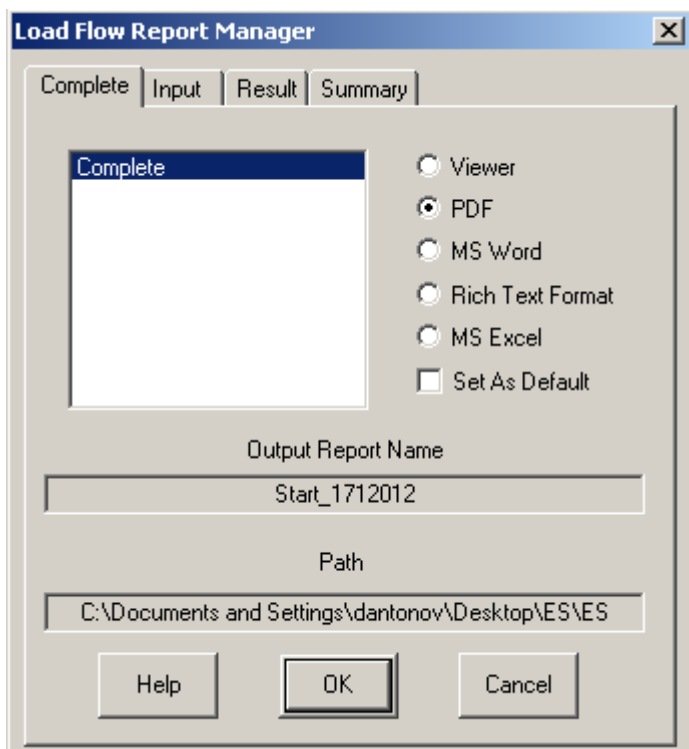 Load Flow Report Manager
Complete Input Result Summary
Complete
Viewer
PDF
MS Word
Rich Text Format
MS Excel
Set As Default
Output Report Name
Start_1712012
Path
C:\Documents and Settings\dantonov\Desktop\ES\ES
Help OK Cancel